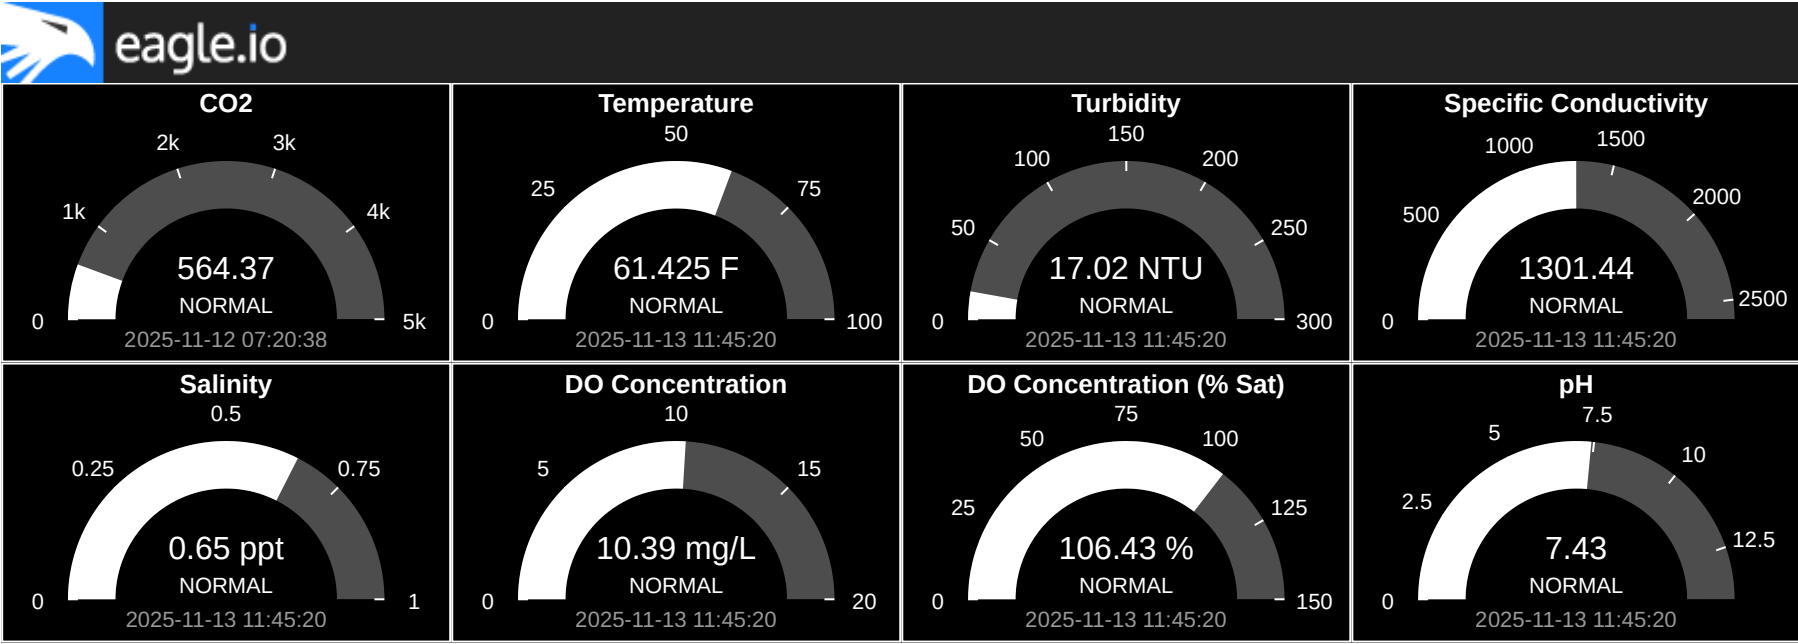 eagle.io
CO2
2k
3k
1k
4k
564.37
NORMAL
0
5k
2025-11-12 07:20:38
Temperature
50
25
75
61.425 F
NORMAL
0
100
2025-11-13 11:45:20
Turbidity
150
100
200
50
250
17.02 NTU
NORMAL
0
300
2025-11-13 11:45:20
Specific Conductivity
1000
1500
500
2000
1301.44
NORMAL
2500
0
2025-11-13 11:45:20
Salinity
0.5
0.25
0.75
0.65 ppt
NORMAL
0
1
2025-11-13 11:45:20
DO Concentration
10
5
15
10.39 mg/L
NORMAL
0
20
2025-11-13 11:45:20
DO Concentration (% Sat)
75
50
100
25
125
106.43 %
NORMAL
0
150
2025-11-13 11:45:20
pH
7.5
5
10
2.5
12.5
7.43
NORMAL
0
2025-11-13 11:45:20